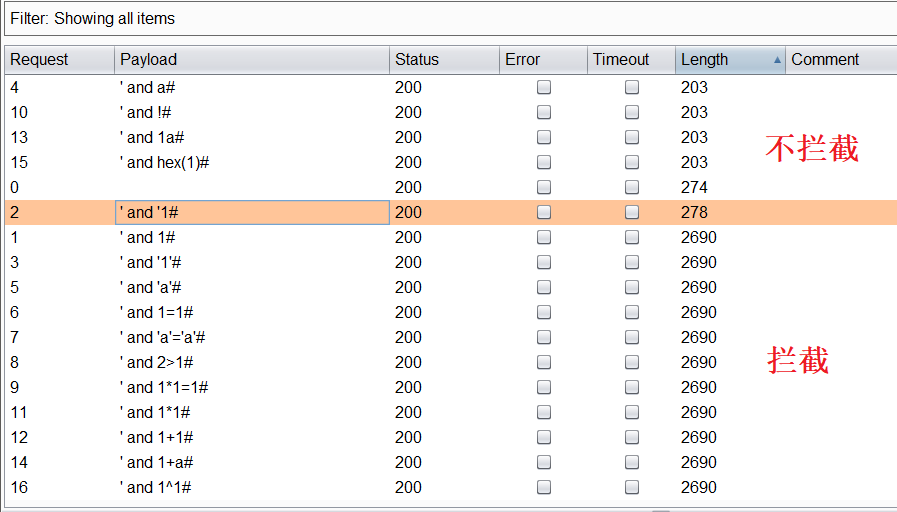 Filter: Showing all items
Request Payload Status Error Timeout Length Comment
4 ' and a# 200 203
10 ' and !# 200 203
13 ' and 1a# 200 203
不拦截
15 ' and hex(1)# 200 203
0 200 274
2 ' and '1# 200 278
1 ' and 1# 200 2690
3 ' and '1'# 200 2690
5 ' and 'a'# 200 2690
6 ' and 1=1# 200 2690
7 ' and 'a'='a'# 200 2690
8 ' and 2>1# 200 2690
拦截
9 ' and 1*1=1# 200 2690
11 ' and 1*1# 200 2690
12 ' and 1+1# 200 2690
14 ' and 1+a# 200 2690
16 ' and 1^1# 200 2690